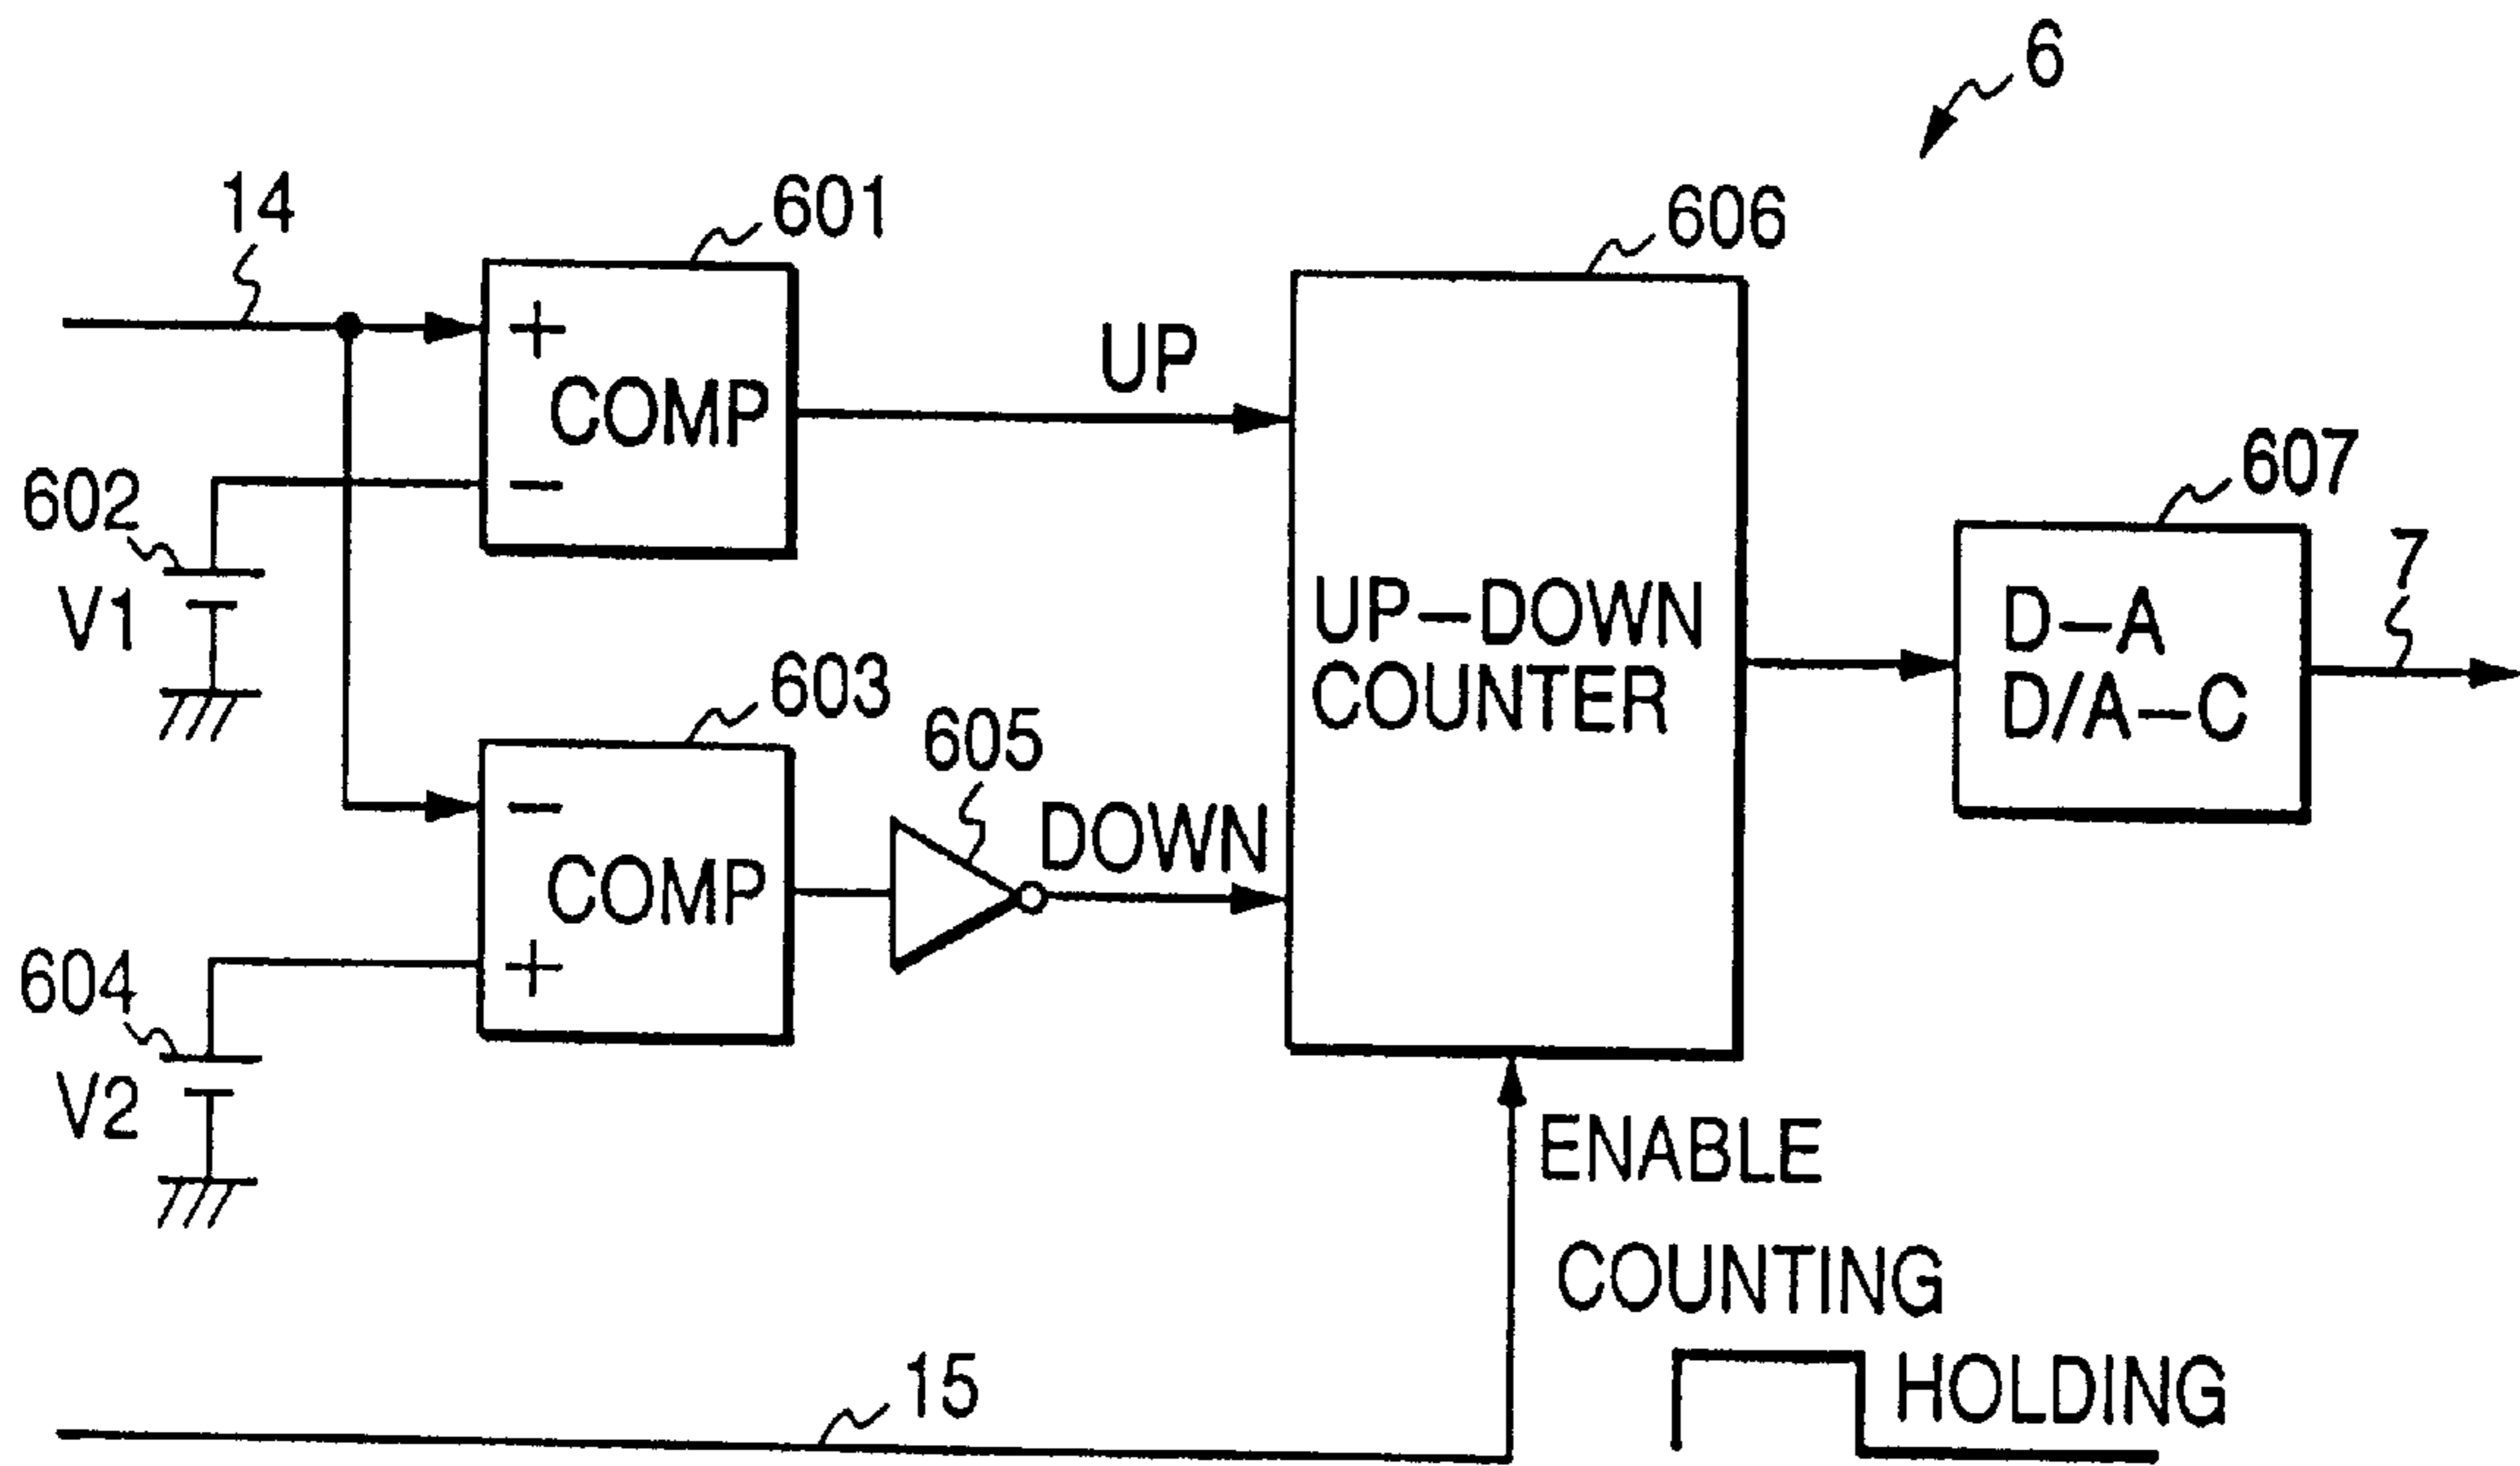 6
14
601
606
+
COMP
−
UP
602
V1
607
7
UP−DOWN
COUNTER
D−A
D/A−C
603
605
−
COMP
+
DOWN
604
V2
ENABLE
COUNTING
HOLDING
15